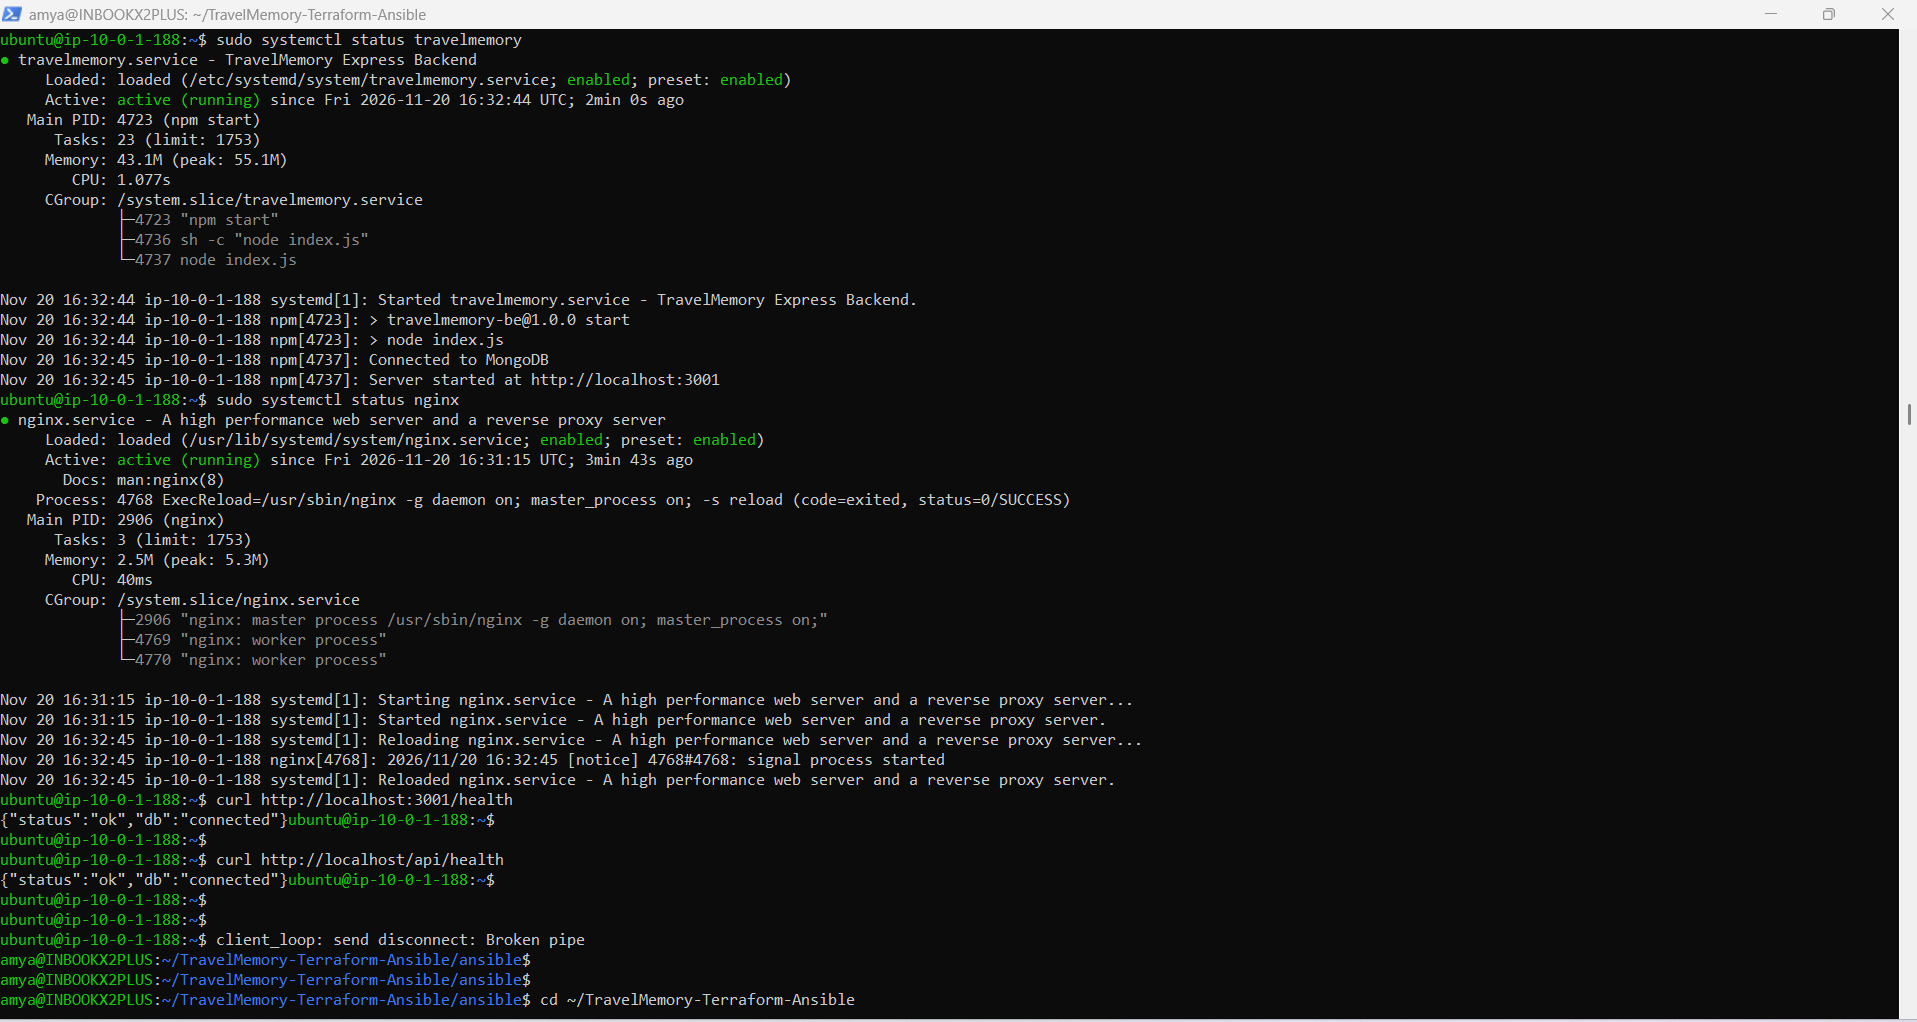 amya@INBOOKX2PLUS: ~/TravelMemory-Terraform-Ansible
ubuntu@ip-10-0-1-188:~$ sudo systemctl status travelmemory
● travelmemory.service - TravelMemory Express Backend
     Loaded: loaded (/etc/systemd/system/travelmemory.service; enabled; preset: enabled)
     Active: active (running) since Fri 2026-11-20 16:32:44 UTC; 2min 0s ago
   Main PID: 4723 (npm start)
      Tasks: 23 (limit: 1753)
     Memory: 43.1M (peak: 55.1M)
        CPU: 1.077s
     CGroup: /system.slice/travelmemory.service
             ├─4723 "npm start"
             ├─4736 sh -c "node index.js"
             └─4737 node index.js
Nov 20 16:32:44 ip-10-0-1-188 systemd[1]: Started travelmemory.service - TravelMemory Express Backend.
Nov 20 16:32:44 ip-10-0-1-188 npm[4723]: > travelmemory-be@1.0.0 start
Nov 20 16:32:44 ip-10-0-1-188 npm[4723]: > node index.js
Nov 20 16:32:45 ip-10-0-1-188 npm[4737]: Connected to MongoDB
Nov 20 16:32:45 ip-10-0-1-188 npm[4737]: Server started at http://localhost:3001
ubuntu@ip-10-0-1-188:~$ sudo systemctl status nginx
● nginx.service - A high performance web server and a reverse proxy server
     Loaded: loaded (/usr/lib/systemd/system/nginx.service; enabled; preset: enabled)
     Active: active (running) since Fri 2026-11-20 16:31:15 UTC; 3min 43s ago
       Docs: man:nginx(8)
    Process: 4768 ExecReload=/usr/sbin/nginx -g daemon on; master_process on; -s reload (code=exited, status=0/SUCCESS)
   Main PID: 2906 (nginx)
      Tasks: 3 (limit: 1753)
     Memory: 2.5M (peak: 5.3M)
        CPU: 40ms
     CGroup: /system.slice/nginx.service
             ├─2906 "nginx: master process /usr/sbin/nginx -g daemon on; master_process on;"
             ├─4769 "nginx: worker process"
             └─4770 "nginx: worker process"
Nov 20 16:31:15 ip-10-0-1-188 systemd[1]: Starting nginx.service - A high performance web server and a reverse proxy server...
Nov 20 16:31:15 ip-10-0-1-188 systemd[1]: Started nginx.service - A high performance web server and a reverse proxy server.
Nov 20 16:32:45 ip-10-0-1-188 systemd[1]: Reloading nginx.service - A high performance web server and a reverse proxy server...
Nov 20 16:32:45 ip-10-0-1-188 nginx[4768]: 2026/11/20 16:32:45 [notice] 4768#4768: signal process started
Nov 20 16:32:45 ip-10-0-1-188 systemd[1]: Reloaded nginx.service - A high performance web server and a reverse proxy server.
ubuntu@ip-10-0-1-188:~$ curl http://localhost:3001/health
{"status":"ok","db":"connected"}ubuntu@ip-10-0-1-188:~$
ubuntu@ip-10-0-1-188:~$
ubuntu@ip-10-0-1-188:~$ curl http://localhost/api/health
{"status":"ok","db":"connected"}ubuntu@ip-10-0-1-188:~$
ubuntu@ip-10-0-1-188:~$
ubuntu@ip-10-0-1-188:~$
ubuntu@ip-10-0-1-188:~$ client_loop: send disconnect: Broken pipe
amya@INBOOKX2PLUS:~/TravelMemory-Terraform-Ansible/ansible$
amya@INBOOKX2PLUS:~/TravelMemory-Terraform-Ansible/ansible$
amya@INBOOKX2PLUS:~/TravelMemory-Terraform-Ansible/ansible$ cd ~/TravelMemory-Terraform-Ansible